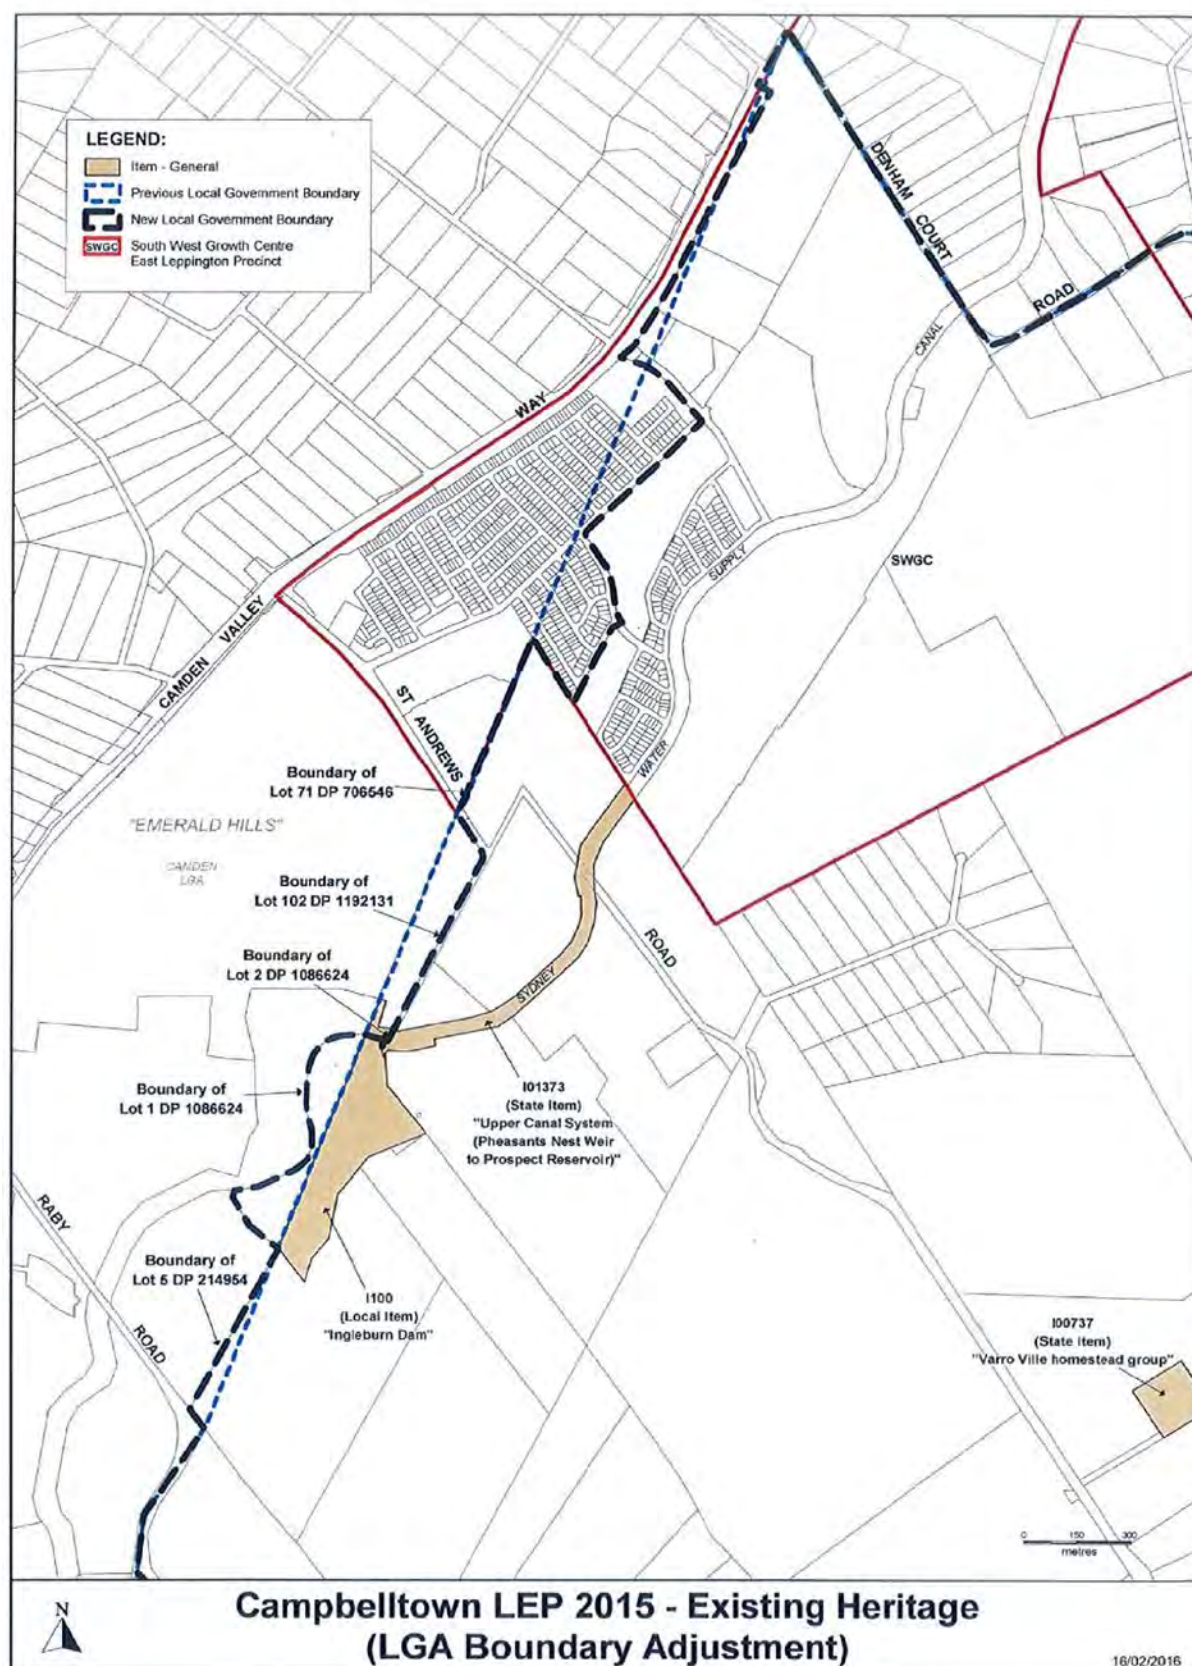 LEGEND:
Item - General
Previous Local Government Boundary
New Local Government Boundary
SWGC
South West Growth Centre
East Leppington Precinct
DENHAM COURT
ROAD
CANAL
WAY
SUPPLY
SWGC
CAMDEN VALLEY
ST ANDREWS
WATER
Boundary of
Lot 71 DP 706546
"EMERALD HILLS"
CAMDEN
LGA
Boundary of
Lot 102 DP 1192131
ROAD
Boundary of
Lot 2 DP 1086624
SYDNEY
Boundary of
Lot 1 DP 1086624
I01373
(State Item)
"Upper Canal System
(Pheasants Nest Weir
to Prospect Reservoir)"
RABY
ROAD
Boundary of
Lot 5 DP 214954
I100
(Local Item)
"Ingleburn Dam"
I00737
(State Item)
"Varro Ville homestead group"
0 150 300
metres
N
Campbelltown LEP 2015 - Existing Heritage
(LGA Boundary Adjustment)
16/02/2016